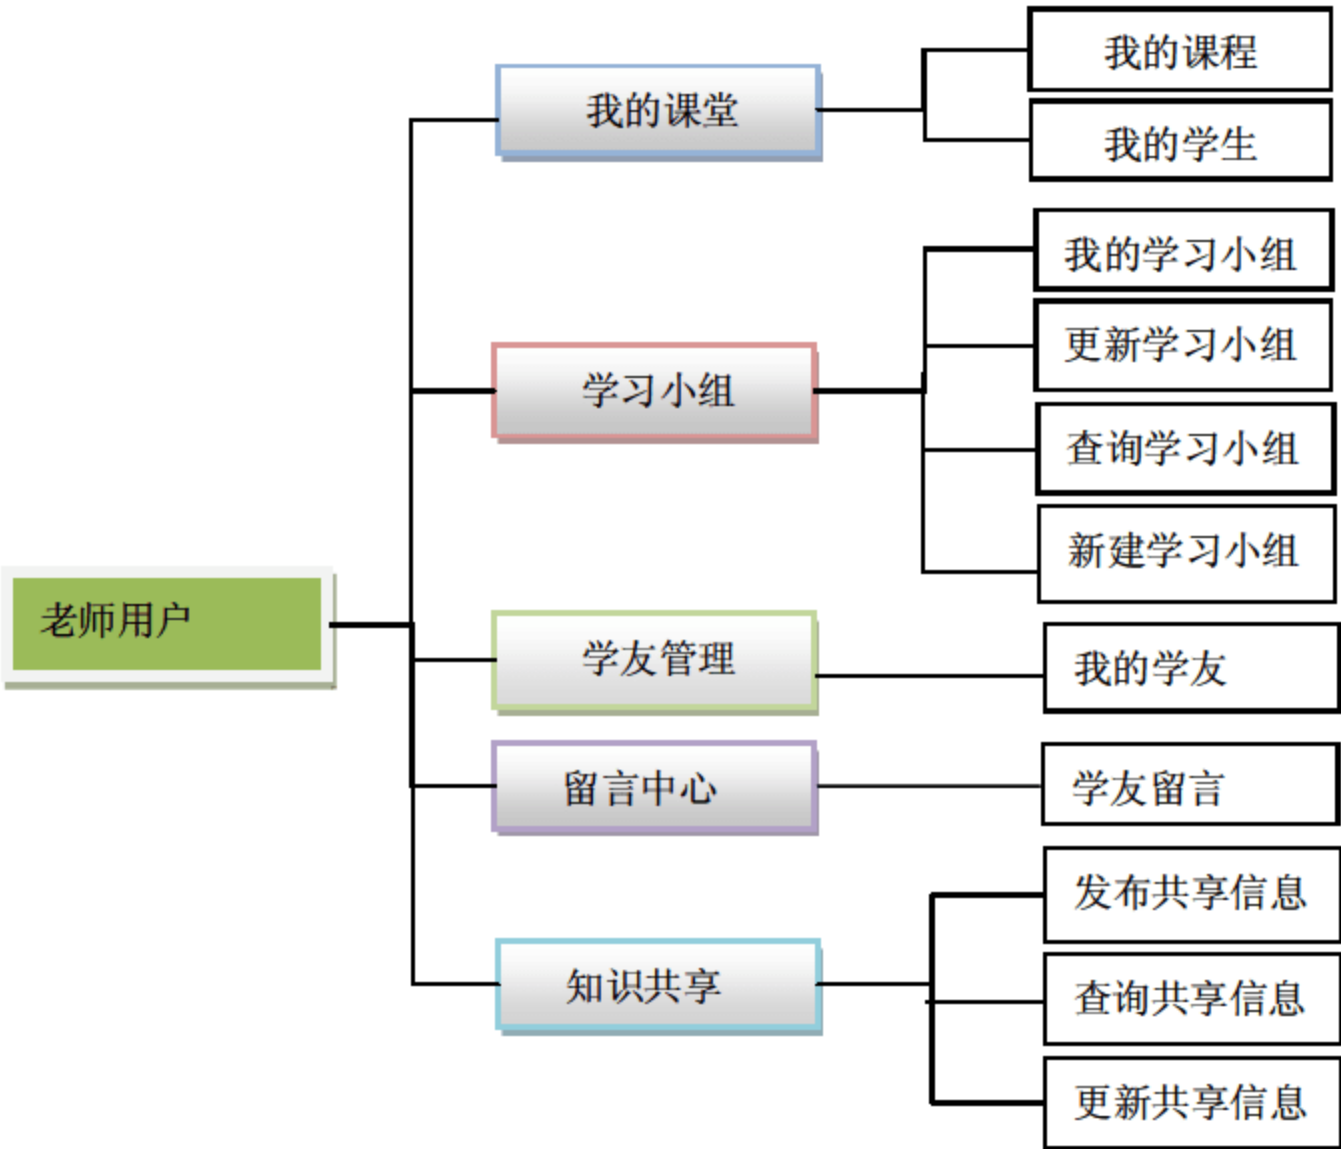 老师用户
我的课堂
我的课程
我的学生
学习小组
我的学习小组
更新学习小组
查询学习小组
新建学习小组
学友管理
我的学友
留言中心
学友留言
知识共享
发布共享信息
查询共享信息
更新共享信息